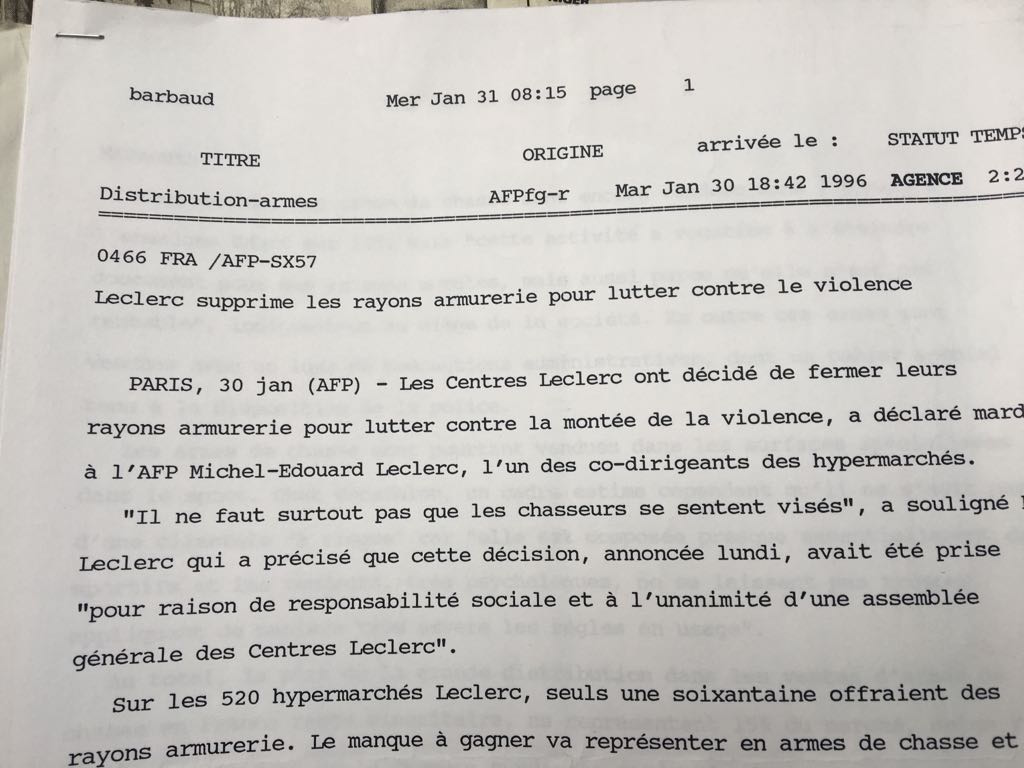 barbaud Mer Jan 31 08:15 page 1
TITRE ORIGINE arrivée le : STATUT TEMPS
Distribution-armes AFPfg-r Mar Jan 30 18:42 1996 AGENCE 2:2
0466 FRA /AFP-SX57
Leclerc supprime les rayons armurerie pour lutter contre le violence
PARIS, 30 jan (AFP) - Les Centres Leclerc ont décidé de fermer leurs
rayons armurerie pour lutter contre la montée de la violence, a déclaré mard
à l'AFP Michel-Edouard Leclerc, l'un des co-dirigeants des hypermarchés.
"Il ne faut surtout pas que les chasseurs se sentent visés", a souligné
Leclerc qui a précisé que cette décision, annoncée lundi, avait été prise
"pour raison de responsabilité sociale et à l'unanimité d'une assemblée
générale des Centres Leclerc".
Sur les 520 hypermarchés Leclerc, seuls une soixantaine offraient des
rayons armurerie. Le manque à gagner va représenter en armes de chasse et